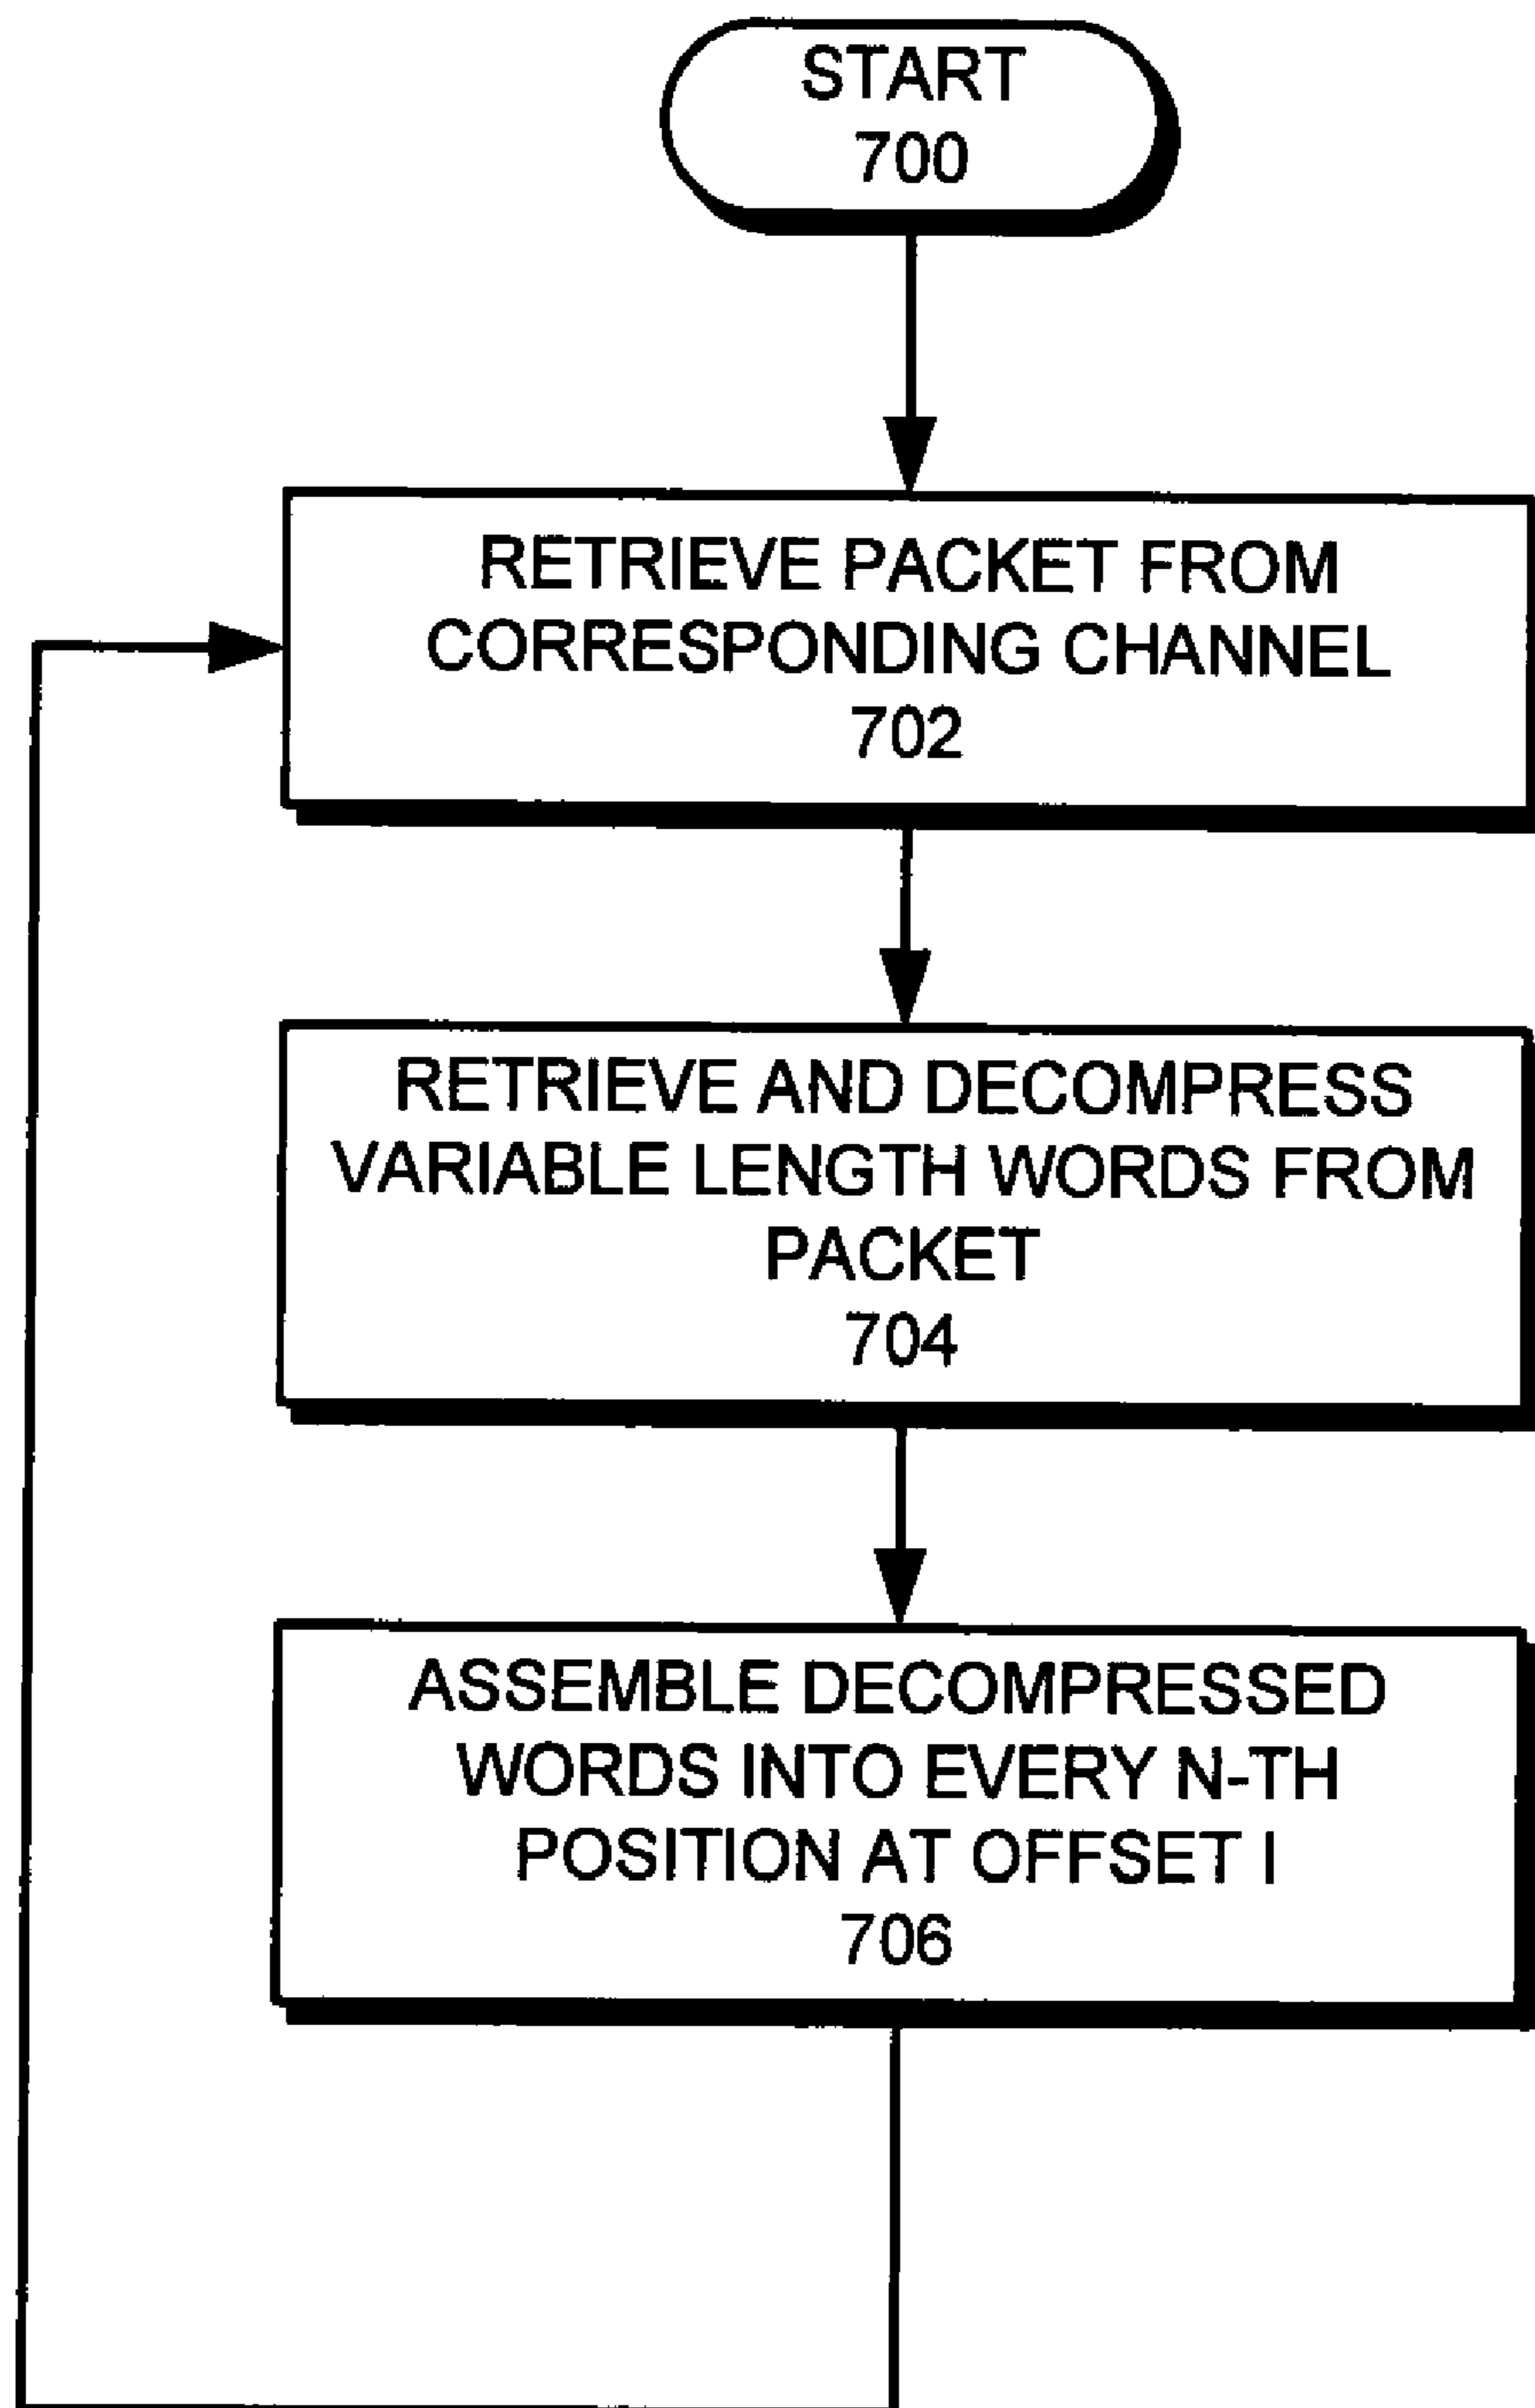 START
700
RETRIEVE PACKET FROM
CORRESPONDING CHANNEL
702
RETRIEVE AND DECOMPRESS
VARIABLE LENGTH WORDS FROM
PACKET
704
ASSEMBLE DECOMPRESSED
WORDS INTO EVERY N-TH
POSITION AT OFFSET I
706